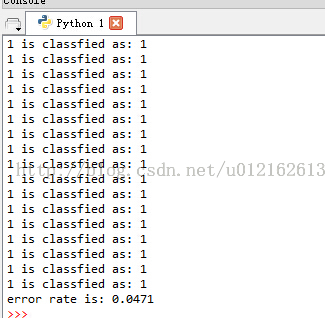 Console
Python 1
1 is classfied as: 1
1 is classfied as: 1
1 is classfied as: 1
1 is classfied as: 1
1 is classfied as: 1
1 is classfied as: 1
1 is classfied as: 1
1 is classfied as: 1
1 is classfied as: 1
http://blog.csdn.net/u012162613
1 is classfied as: 1
1 is classfied as: 1
1 is classfied as: 1
1 is classfied as: 1
1 is classfied as: 1
1 is classfied as: 1
1 is classfied as: 1
1 is classfied as: 1
error rate is: 0.0471
>>>